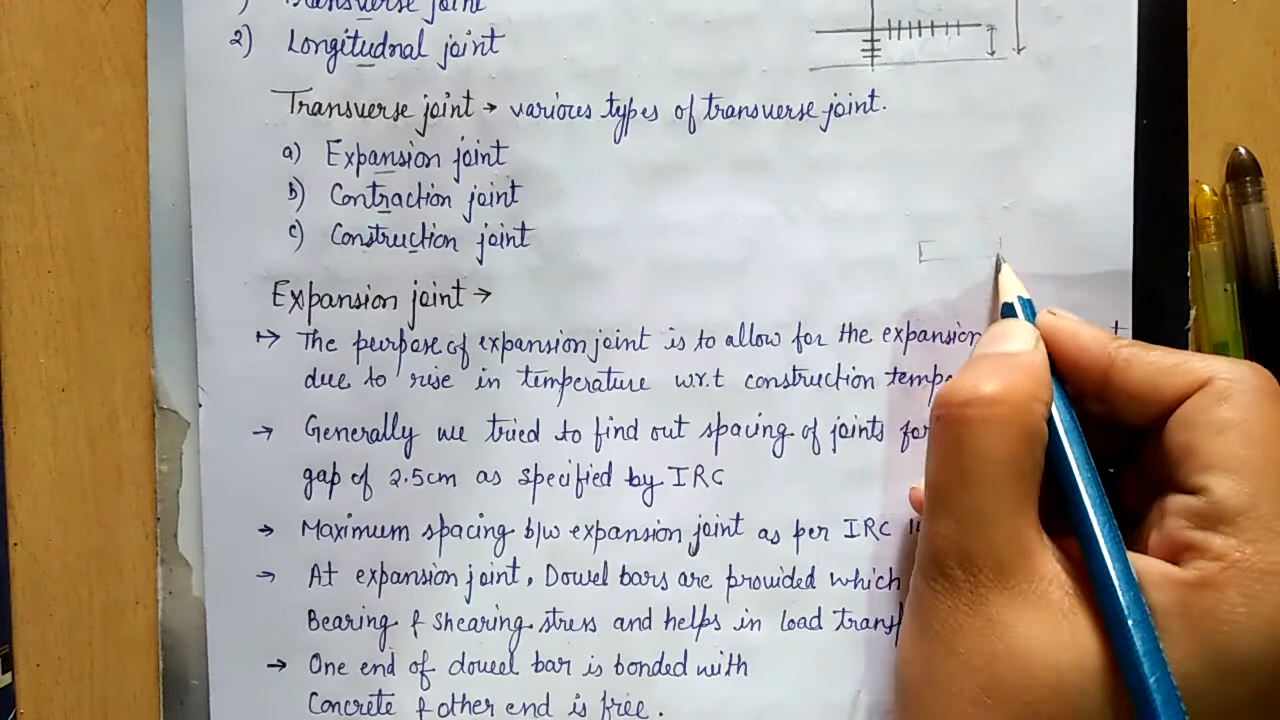 1) Transverse joint
2) Longitudnal joint
Transverse joint → various types of transverse joint.
a) Expansion joint
b) Contraction joint
c) Construction joint
Expansion joint →
↦ The purpose of expansion joint is to allow for the expansion
due to rise in temperature w.r.t construction
→ Generally we tried to find out spacing of joints
gap of 2.5cm as specified by IRC
→ Maximum spacing b/w expansion joint as per IRC
→ At expansion joint, Dowel bars are provided which
Bearing & shearing stress and helps in load
→ One end of dowel bar is bonded with
Concrete & other end is free.